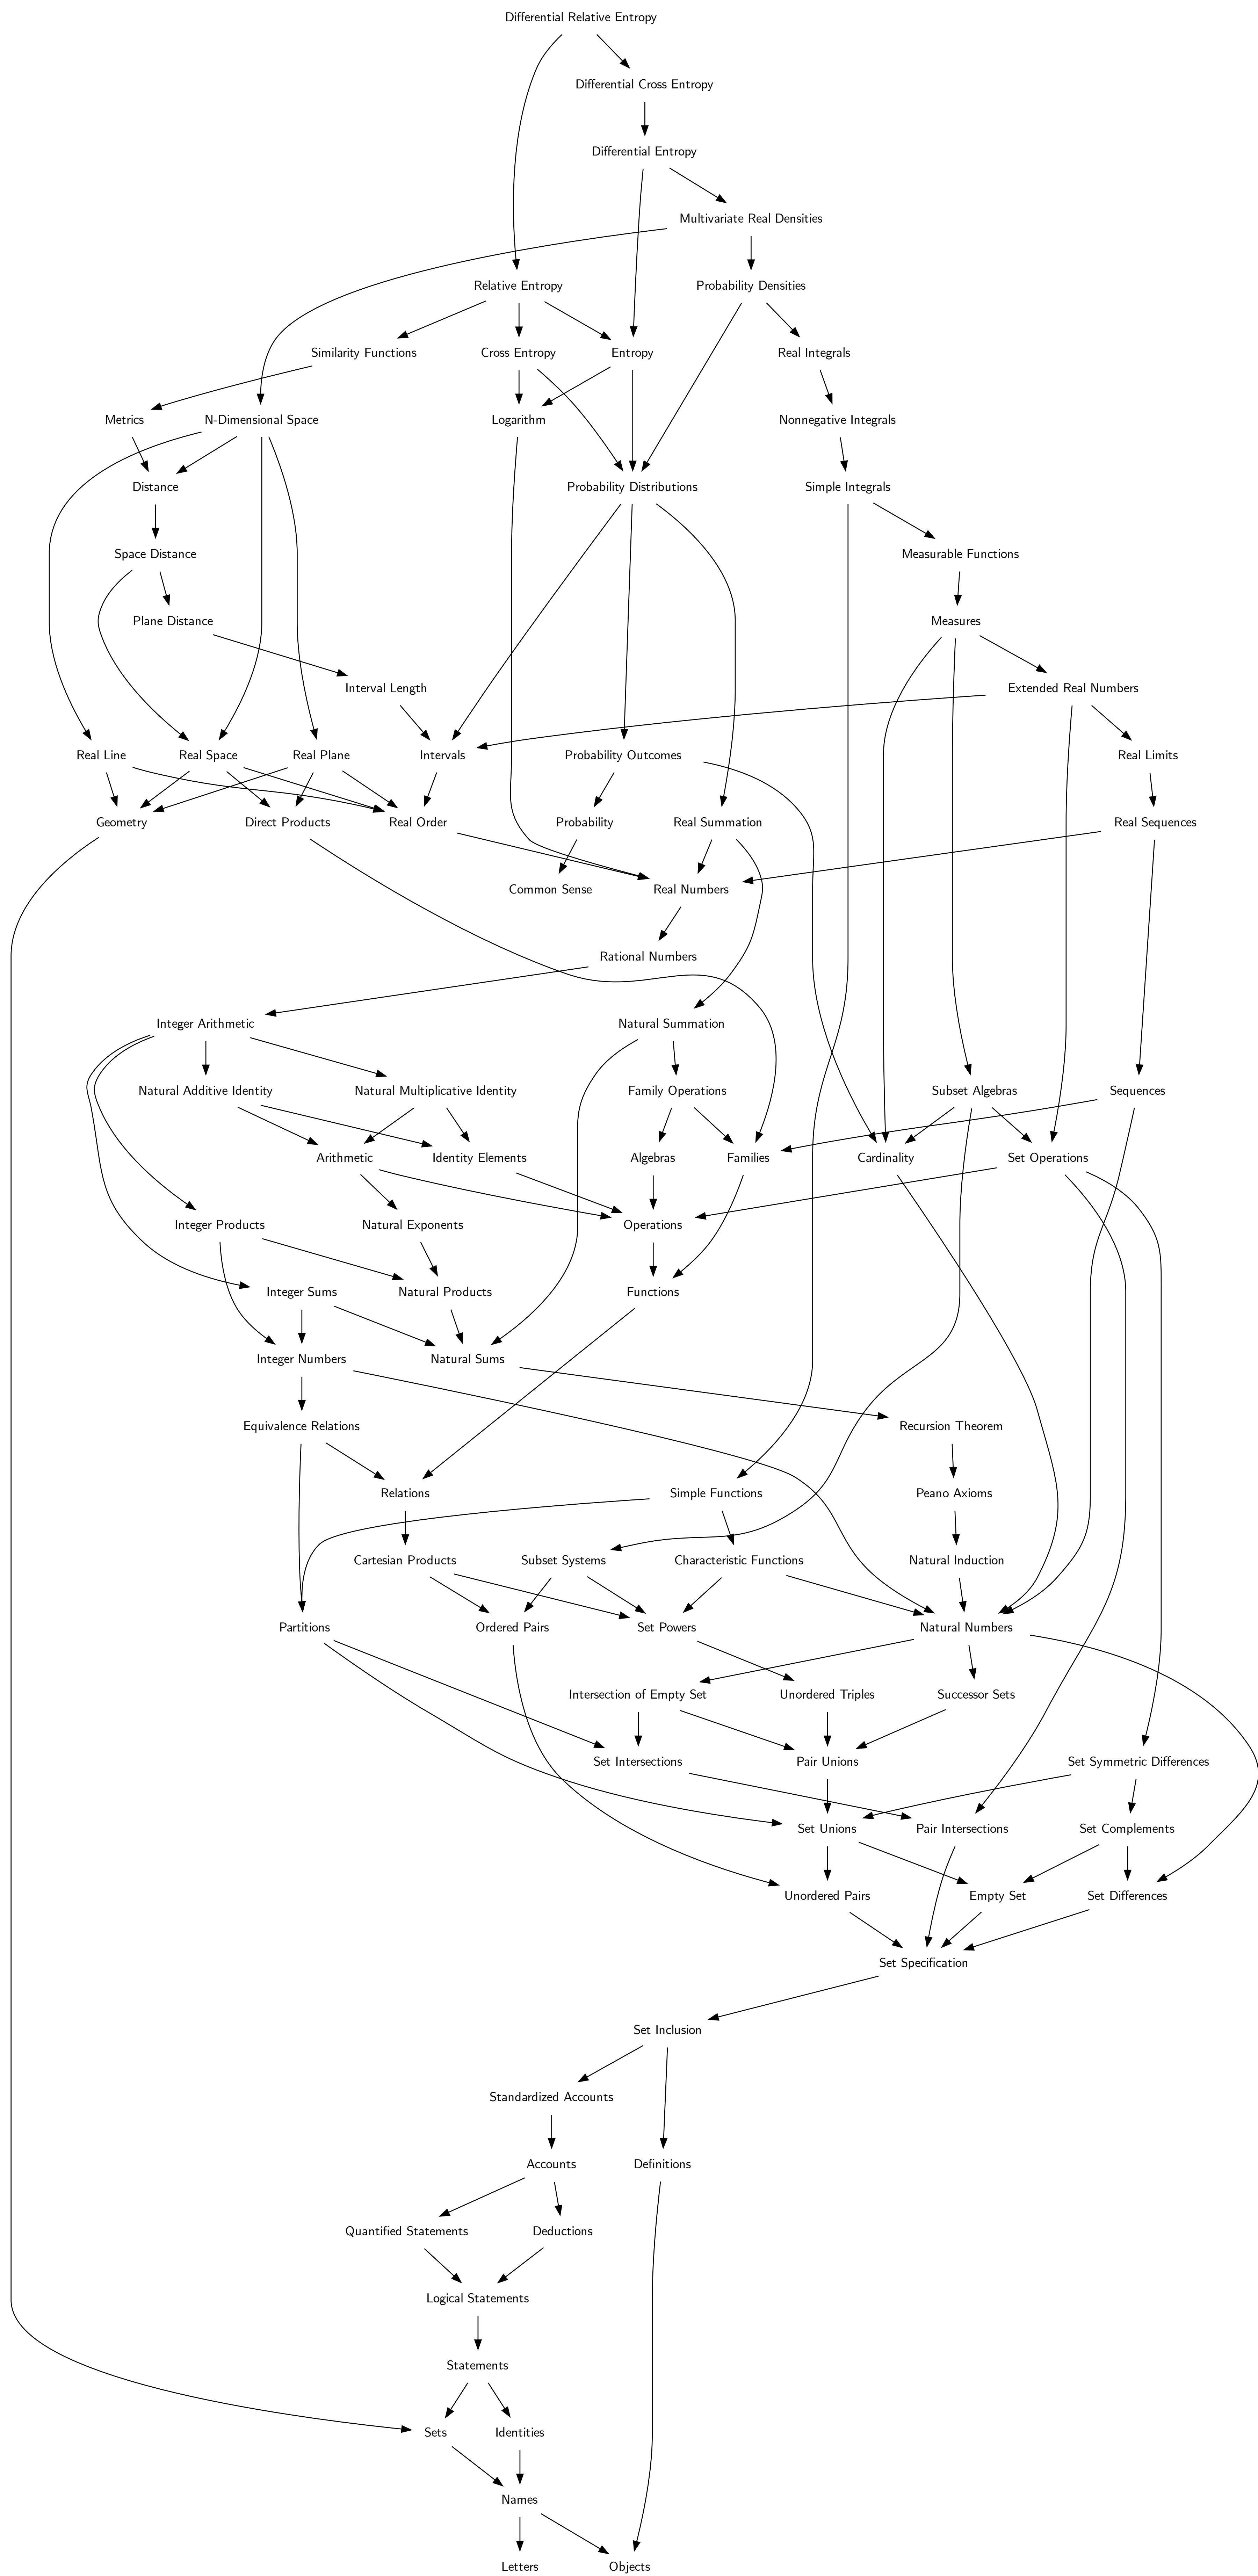 Differential Relative Entropy
Differential Cross Entropy
Differential Entropy
Multivariate Real Densities
Relative Entropy
Probability Densities
Similarity Functions
Cross Entropy
Entropy
Real Integrals
Metrics
N-Dimensional Space
Logarithm
Nonnegative Integrals
Distance
Probability Distributions
Simple Integrals
Space Distance
Measurable Functions
Plane Distance
Measures
Interval Length
Extended Real Numbers
Real Line
Real Space
Real Plane
Intervals
Probability Outcomes
Real Limits
Geometry
Direct Products
Real Order
Probability
Real Summation
Real Sequences
Common Sense
Real Numbers
Rational Numbers
Integer Arithmetic
Natural Summation
Natural Additive Identity
Natural Multiplicative Identity
Family Operations
Subset Algebras
Sequences
Arithmetic
Identity Elements
Algebras
Families
Cardinality
Set Operations
Integer Products
Natural Exponents
Operations
Integer Sums
Natural Products
Functions
Integer Numbers
Natural Sums
Equivalence Relations
Recursion Theorem
Relations
Simple Functions
Peano Axioms
Cartesian Products
Subset Systems
Characteristic Functions
Natural Induction
Partitions
Ordered Pairs
Set Powers
Natural Numbers
Intersection of Empty Set
Unordered Triples
Successor Sets
Set Intersections
Pair Unions
Set Symmetric Differences
Set Unions
Pair Intersections
Set Complements
Unordered Pairs
Empty Set
Set Differences
Set Specification
Set Inclusion
Standardized Accounts
Accounts
Definitions
Quantified Statements
Deductions
Logical Statements
Statements
Sets
Identities
Names
Letters
Objects